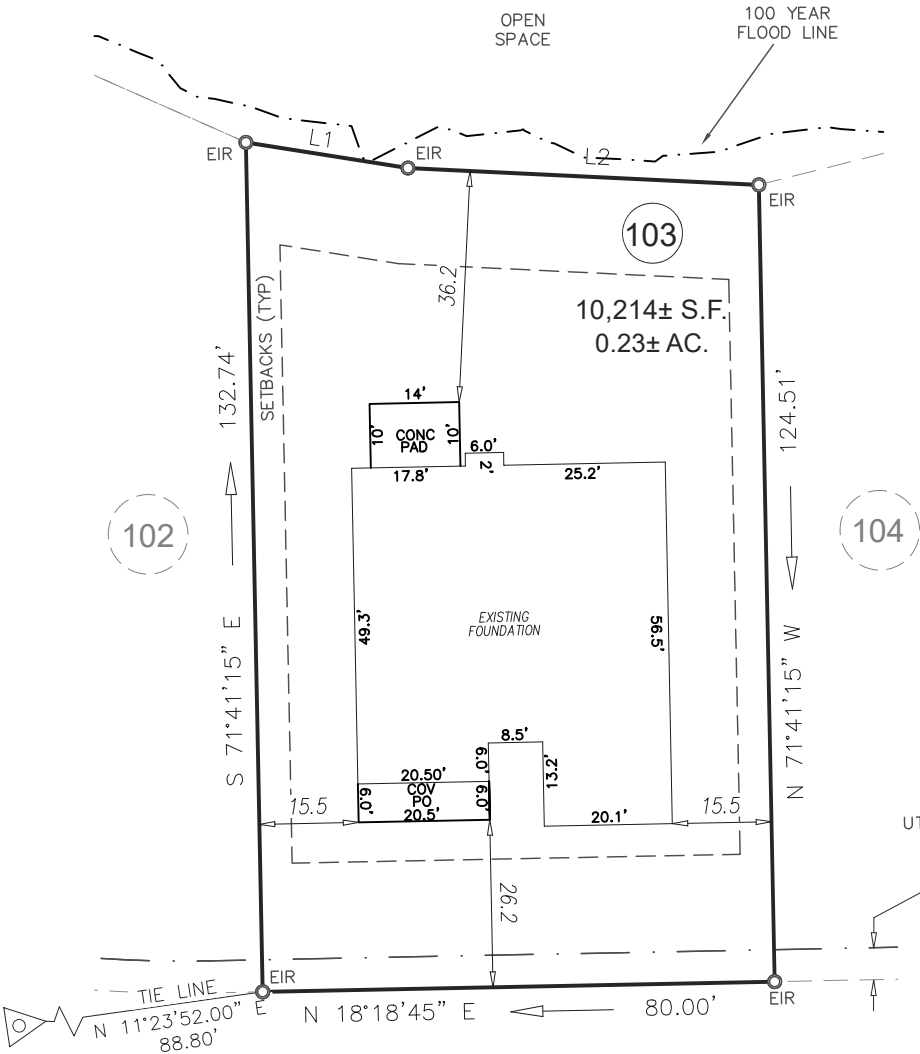 OPEN
SPACE
100 YEAR
FLOOD LINE
L1
EIR
EIR
L2
EIR
103
36.2
10,214± S.F.
0.23± AC.
SETBACKS (TYP)
132.74'
124.51'
14'
10'
CONC
PAD
10'
6.0'
2'
17.8'
25.2'
102
104
49.3'
EXISTING
FOUNDATION
56.5'
S 71°41'15" E
N 71°41'15" W
8.5'
6.0'
13.2'
20.50'
6.0'
COV
PO
6.0'
20.5'
20.1'
15.5
15.5
UT
26.2
EIR
TIE LINE
N 11°23'52.00" E
88.80'
N 18°18'45" E
80.00'
EIR